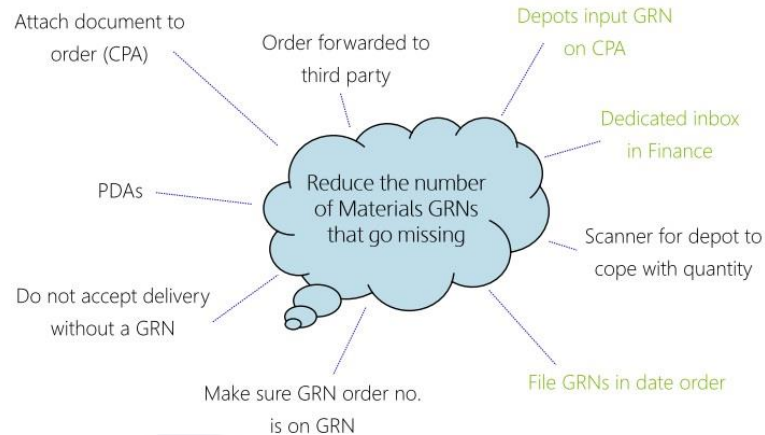 Attach document to
order (CPA)
Order forwarded to
third party
Depots input GRN
on CPA
Dedicated inbox
in Finance
PDAs
Reduce the number
of Materials GRNs
that go missing
Scanner for depot to
cope with quantity
Do not accept delivery
without a GRN
Make sure GRN order no.
is on GRN
File GRNs in date order